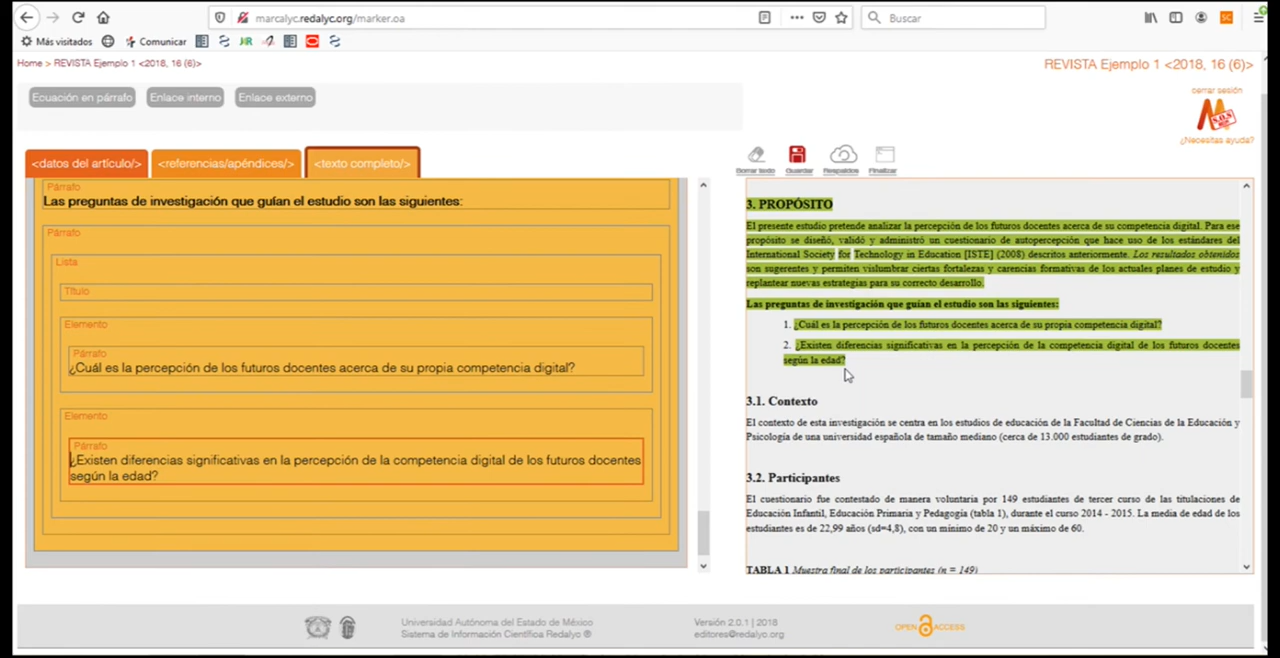 marcalyc.redalyc.org/marker.oa
Buscar
SC
Más visitados
Comunicar
JIR
Home > REVISTA Ejemplo 1 <2018, 16 (6)>
REVISTA Ejemplo 1 <2018, 16 (6)>
cerrar sesión
Ecuación en párrafo
Enlace interno
Enlace externo
¿Necesitas ayuda?
<datos del artículo/>
<referencias/apéndices/>
<texto completo/>
Borrar texto
Guardar
Respaldos
Finalizar
Párrafo
Las preguntas de investigación que guían el estudio son las siguientes:
Párrafo
Lista
Título
Elemento
Párrafo
¿Cuál es la percepción de los futuros docentes acerca de su propia competencia digital?
Elemento
Párrafo
¿Existen diferencias significativas en la percepción de la competencia digital de los futuros docentes
según la edad?
3. PROPÓSITO
El presente estudio pretende analizar la percepción de los futuros docentes acerca de su competencia digital. Para ese
propósito se diseñó, validó y administró un cuestionario de autopercepción que hace uso de los estándares del
International Society for Technology in Education [ISTE] (2008) descritos anteriormente. Los resultados obtenidos
son sugerentes y permiten vislumbrar ciertas fortalezas y carencias formativas de los actuales planes de estudio y
replantear nuevas estrategias para su correcto desarrollo.
Las preguntas de investigación que guían el estudio son las siguientes:
1. ¿Cuál es la percepción de los futuros docentes acerca de su propia competencia digital?
2. ¿Existen diferencias significativas en la percepción de la competencia digital de los futuros docentes
según la edad?
3.1. Contexto
El contexto de esta investigación se centra en los estudios de educación de la Facultad de Ciencias de la Educación y
Psicología de una universidad española de tamaño mediano (cerca de 13.000 estudiantes de grado).
3.2. Participantes
El cuestionario fue contestado de manera voluntaria por 149 estudiantes de tercer curso de las titulaciones de
Educación Infantil, Educación Primaria y Pedagogía (tabla 1), durante el curso 2014 - 2015. La media de edad de los
estudiantes es de 22,99 años (sd=4,8), con un mínimo de 20 y un máximo de 60.
TABLA 1 Muestra final de los participantes (n = 149)
Universidad Autónoma del Estado de México
Sistema de Información Científica Redalyc ®
Versión 2.0.1 | 2018
editores@redalyc.org
OPEN ACCESS